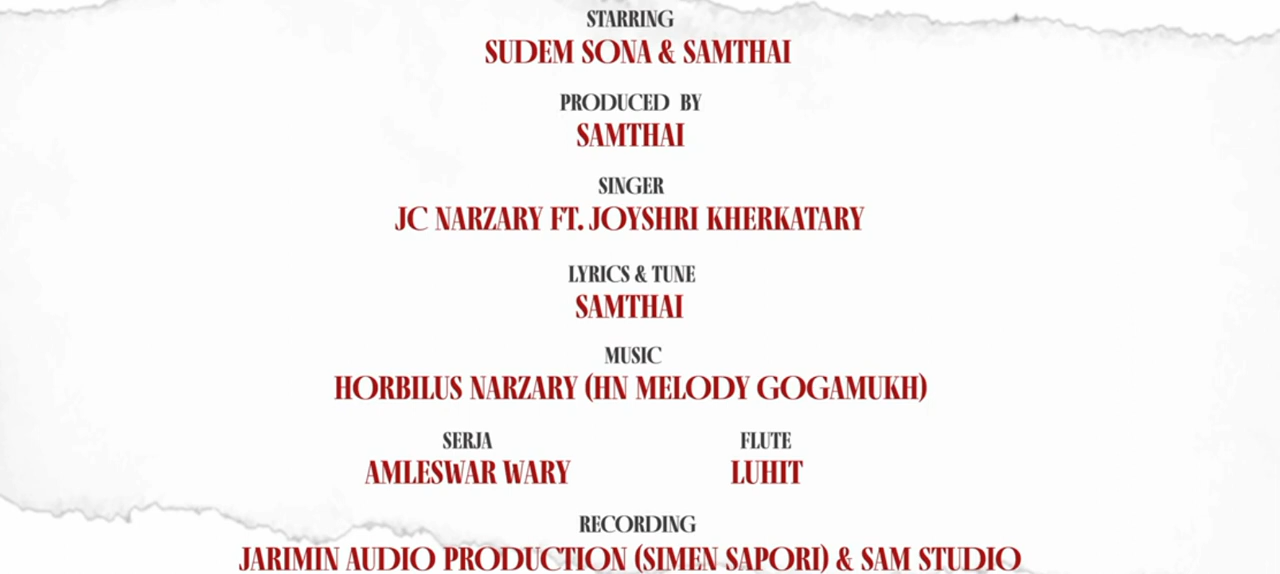 STARRING
SUDEM SONA & SAMTHAI
PRODUCED BY
SAMTHAI
SINGER
JC NARZARY FT. JOYSHRI KHERKATARY
LYRICS & TUNE
SAMTHAI
MUSIC
HORBILUS NARZARY (HN MELODY GOGAMUKH)
SERJA FLUTE
AMLESWAR WARY LUHIT
RECORDING
JARIMIN AUDIO PRODUCTION (SIMEN SAPORI) & SAM STUDIO